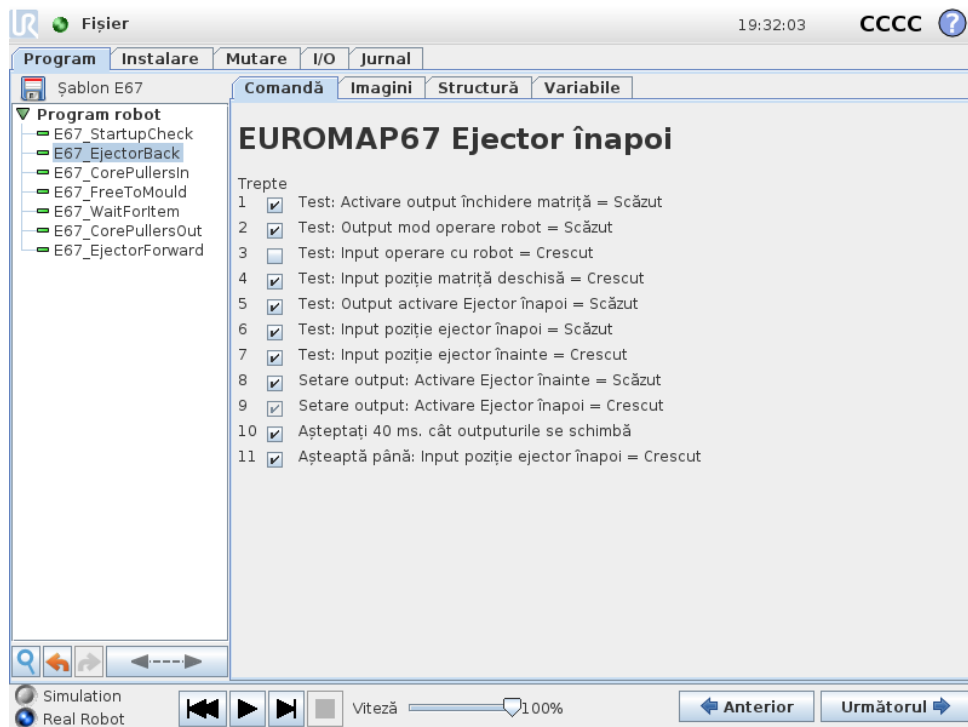 UR Fișier 19:32:03 CCCC ?
Program Instalare Mutare I/O Jurnal
Șablon E67
Comandă Imagini Structură Variabile
Program robot
E67_StartupCheck
E67_EjectorBack
E67_CorePullersIn
E67_FreeToMould
E67_WaitForItem
E67_CorePullersOut
E67_EjectorForward
EUROMAP67 Ejector înapoi
Trepte
1 Test: Activare output închidere matriță = Scăzut
2 Test: Output mod operare robot = Scăzut
3 Test: Input operare cu robot = Crescut
4 Test: Input poziție matriță deschisă = Crescut
5 Test: Output activare Ejector înapoi = Scăzut
6 Test: Input poziție ejector înapoi = Scăzut
7 Test: Input poziție ejector înainte = Crescut
8 Setare output: Activare Ejector înainte = Scăzut
9 Setare output: Activare Ejector înapoi = Crescut
10 Așteptați 40 ms. cât outputurile se schimbă
11 Așteaptă până: Input poziție ejector înapoi = Crescut
Simulation
Real Robot
Viteză 100%
Anterior Următorul